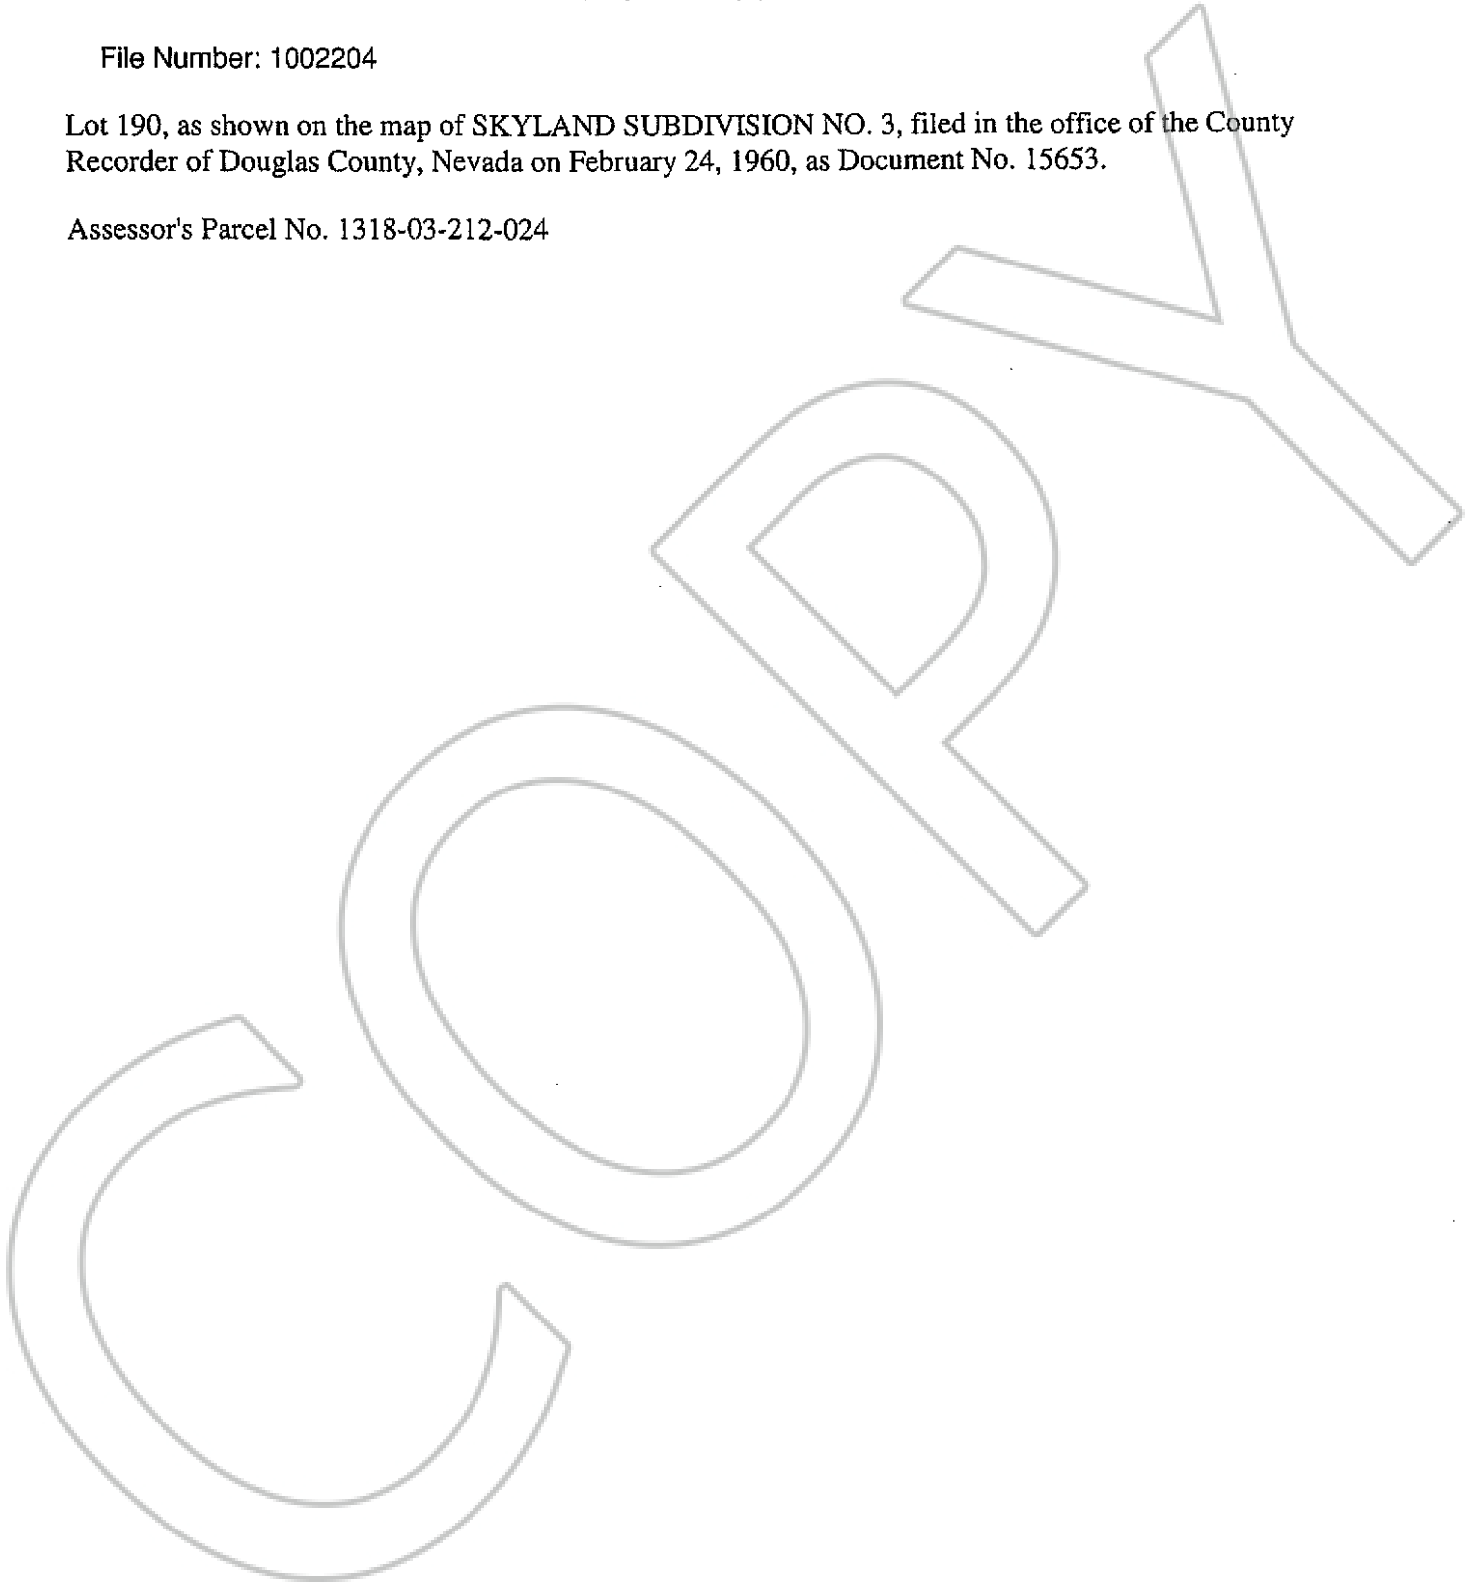 File Number: 1002204
Lot 190, as shown on the map of SKYLAND SUBDIVISION NO. 3, filed in the office of the County
Recorder of Douglas County, Nevada on February 24, 1960, as Document No. 15653.
Assessor's Parcel No. 1318-03-212-024
COPY